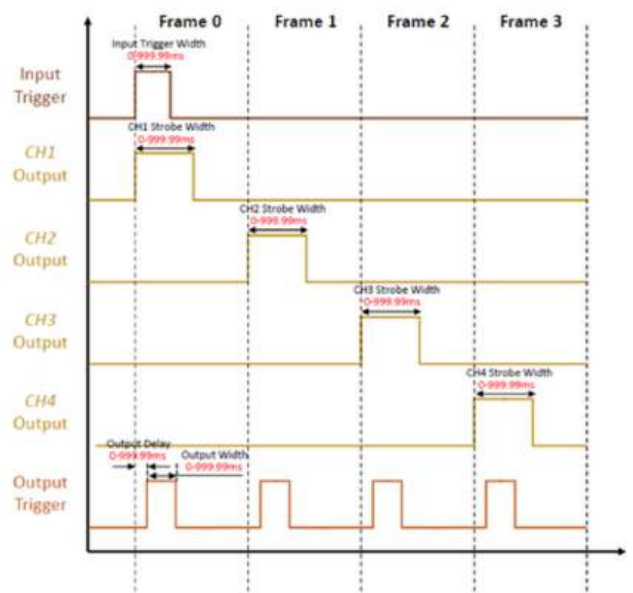 Frame 0 Frame 1 Frame 2 Frame 3
Input Trigger Width
0-999.99ms
Input
Trigger
CH1 Strobe Width
0-999.99ms
CH1
Output
CH2 Strobe Width
0-999.99ms
CH2
Output
CH3 Strobe Width
0-999.99ms
CH3
Output
CH4 Strobe Width
0-999.99ms
CH4
Output
Output Delay
0-999.99ms
Output Width
0-999.99ms
Output
Trigger